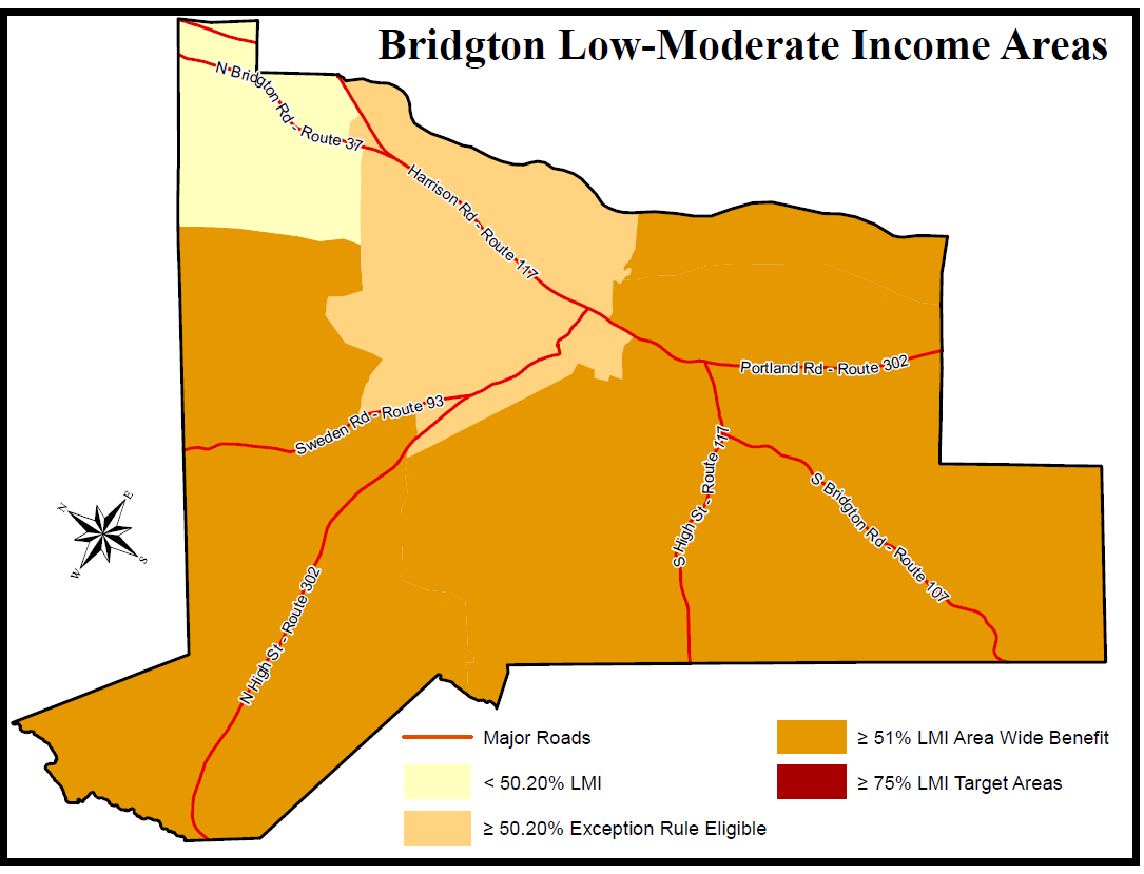 Bridgton Low-Moderate Income Areas
N Bridgton Rd - Route 37
Harrison Rd - Route 117
Portland Rd - Route 302
Sweden Rd - Route 93
S High St - Route 117
S Bridgton Rd - Route 107
N High St - Route 302
N
E
W
S
Major Roads
< 50.20% LMI
≥ 50.20% Exception Rule Eligible
≥ 51% LMI Area Wide Benefit
≥ 75% LMI Target Areas